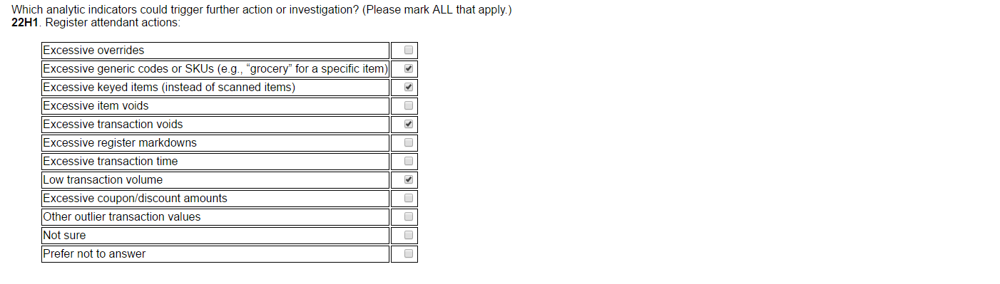 Which analytic indicators could trigger further action or investigation? (Please mark ALL that apply.)
22H1. Register attendant actions:
Excessive overrides
Excessive generic codes or SKUs (e.g., “grocery” for a specific item)
Excessive keyed items (instead of scanned items)
Excessive item voids
Excessive transaction voids
Excessive register markdowns
Excessive transaction time
Low transaction volume
Excessive coupon/discount amounts
Other outlier transaction values
Not sure
Prefer not to answer